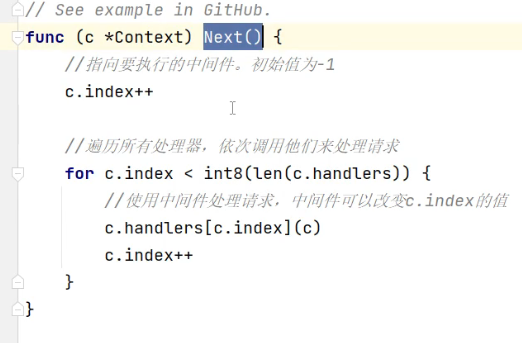 // See example in GitHub.
func (c *Context) Next() {
//指向要执行的中间件。初始值为-1
c.index++
//遍历所有处理器，依次调用他们来处理请求
for c.index < int8(len(c.handlers)) {
//使用中间件处理请求，中间件可以改变c.index的值
c.handlers[c.index](c)
c.index++
}
}